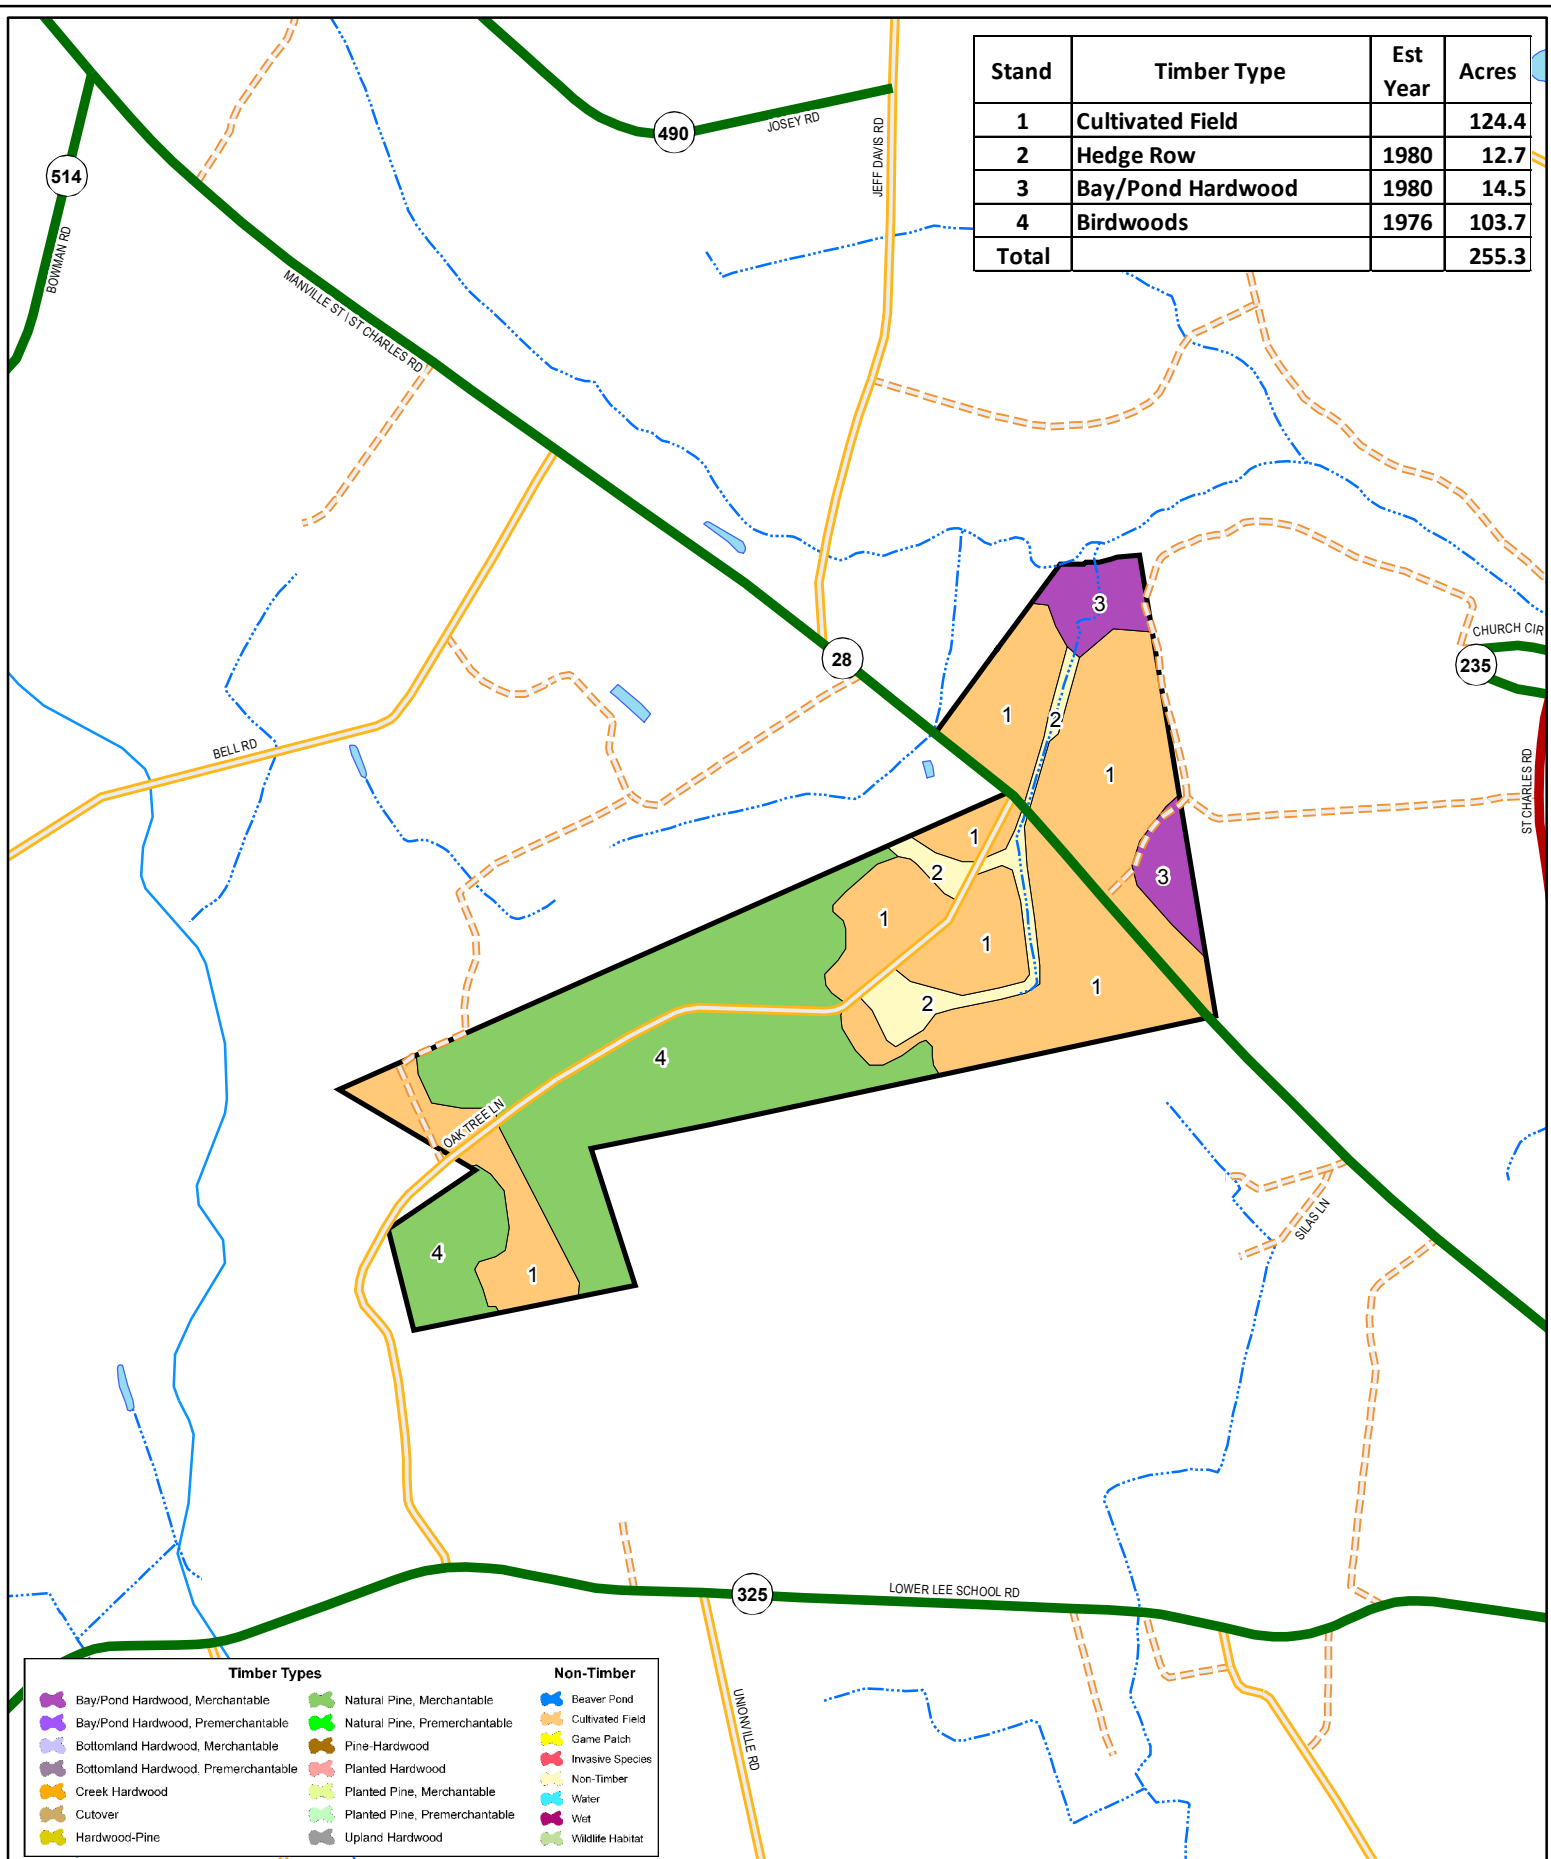 Stand Timber Type Est Year Acres
1 Cultivated Field 124.4
2 Hedge Row 1980 12.7
3 Bay/Pond Hardwood 1980 14.5
4 Birdwoods 1976 103.7
Total 255.3
490
JOSEY RD
JEFF DAVIS RD
514
BOWMAN RD
MANVILLE ST \ ST CHARLES RD
3
CHURCH CIR
235
28
1
2
BELL RD
1
ST CHARLES RD
1
2
3
1
1
1
2
4
OAK TREE LN
SILAS LN
4
1
325
LOWER LEE SCHOOL RD
UNIONVILLE RD
Timber Types
Bay/Pond Hardwood, Merchantable
Bay/Pond Hardwood, Premerchantable
Bottomland Hardwood, Merchantable
Bottomland Hardwood, Premerchantable
Creek Hardwood
Cutover
Hardwood-Pine
Natural Pine, Merchantable
Natural Pine, Premerchantable
Pine-Hardwood
Planted Hardwood
Planted Pine, Merchantable
Planted Pine, Premerchantable
Upland Hardwood
Non-Timber
Beaver Pond
Cultivated Field
Game Patch
Invasive Species
Non-Timber
Water
Wet
Wildlife Habitat